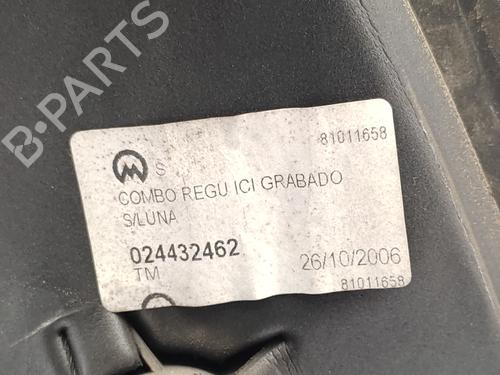 B-PARTS
S 81011658
COMBO REGU ICI GRABADO
S/LUNA
024432462
TM 26/10/2006
81011658